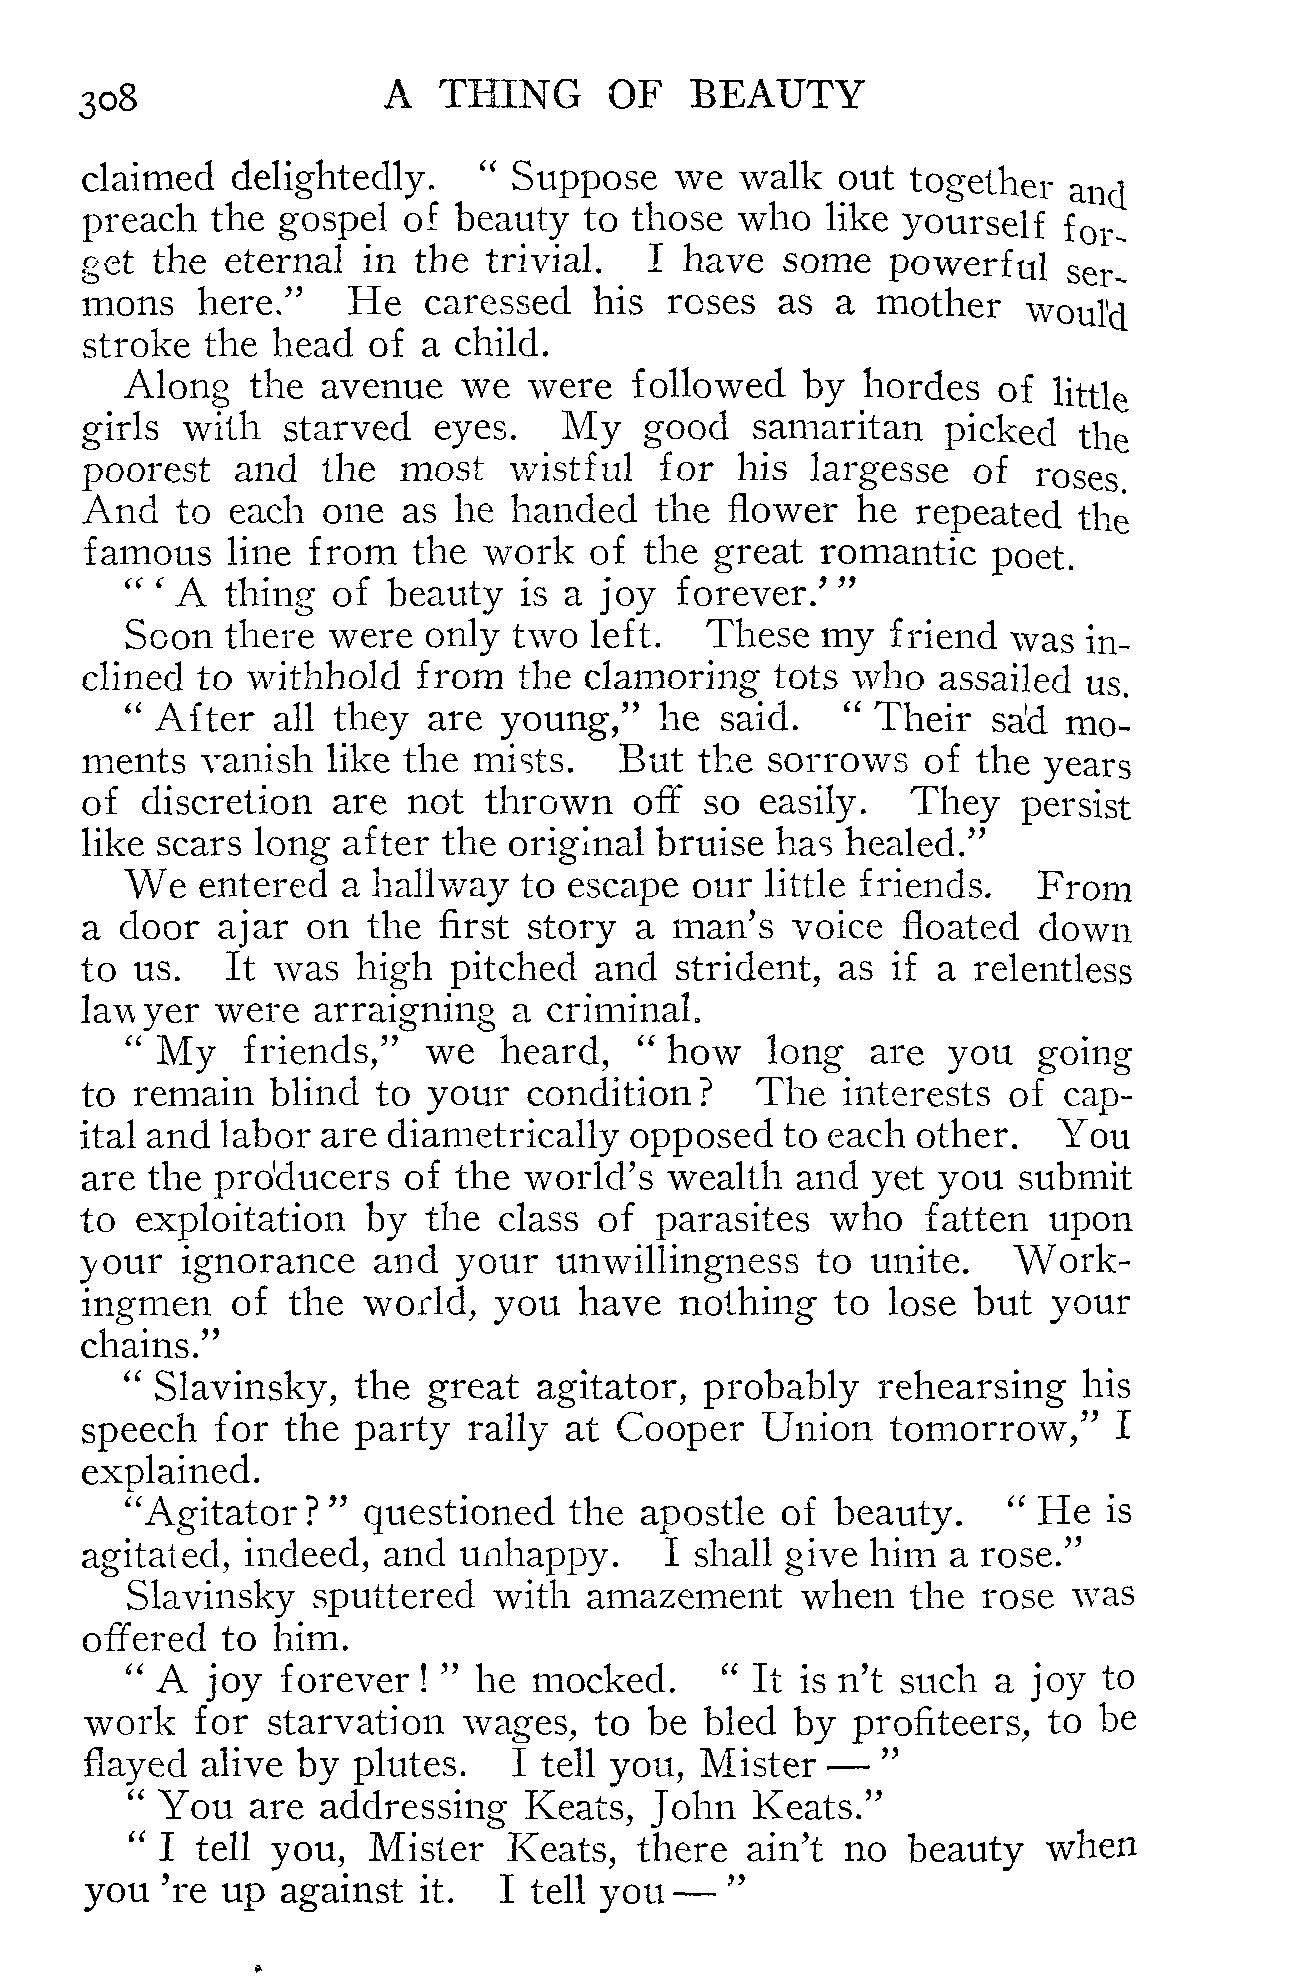 308 A THING OF BEAUTY
claimed delightedly. " Suppose we walk out together and
preach the gospel of beauty to those who like yourself for-
get the eternal in the trivial. I have some powerful ser-
mons here." He caressed his roses as a mother would
stroke the head of a child.
Along the avenue we were followed by hordes of little
girls with starved eyes. My good samaritan picked the
poorest and the most wistful for his largesse of roses.
And to each one as he handed the flower he repeated the
famous line from the work of the great romantic poet.
" ' A thing of beauty is a joy forever.' "
Soon there were only two left. These my friend was in-
clined to withhold from the clamoring tots who assailed us.
" After all they are young," he said. " Their sad mo-
ments vanish like the mists. But the sorrows of the years
of discretion are not thrown off so easily. They persist
like scars long after the original bruise has healed."
We entered a hallway to escape our little friends. From
a door ajar on the first story a man's voice floated down
to us. It was high pitched and strident, as if a relentless
lawyer were arraigning a criminal.
" My friends," we heard, " how long are you going
to remain blind to your condition? The interests of cap-
ital and labor are diametrically opposed to each other. You
are the producers of the world's wealth and yet you submit
to exploitation by the class of parasites who fatten upon
your ignorance and your unwillingness to unite. Work-
ingmen of the world, you have nothing to lose but your
chains."
" Slavinsky, the great agitator, probably rehearsing his
speech for the party rally at Cooper Union tomorrow," I
explained.
"Agitator? " questioned the apostle of beauty. " He is
agitated, indeed, and unhappy. I shall give him a rose."
Slavinsky sputtered with amazement when the rose was
offered to him.
" A joy forever! " he mocked. " It is n't such a joy to
work for starvation wages, to be bled by profiteers, to be
flayed alive by plutes. I tell you, Mister — "
" You are addressing Keats, John Keats."
" I tell you, Mister Keats, there ain't no beauty when
you 're up against it. I tell you — "